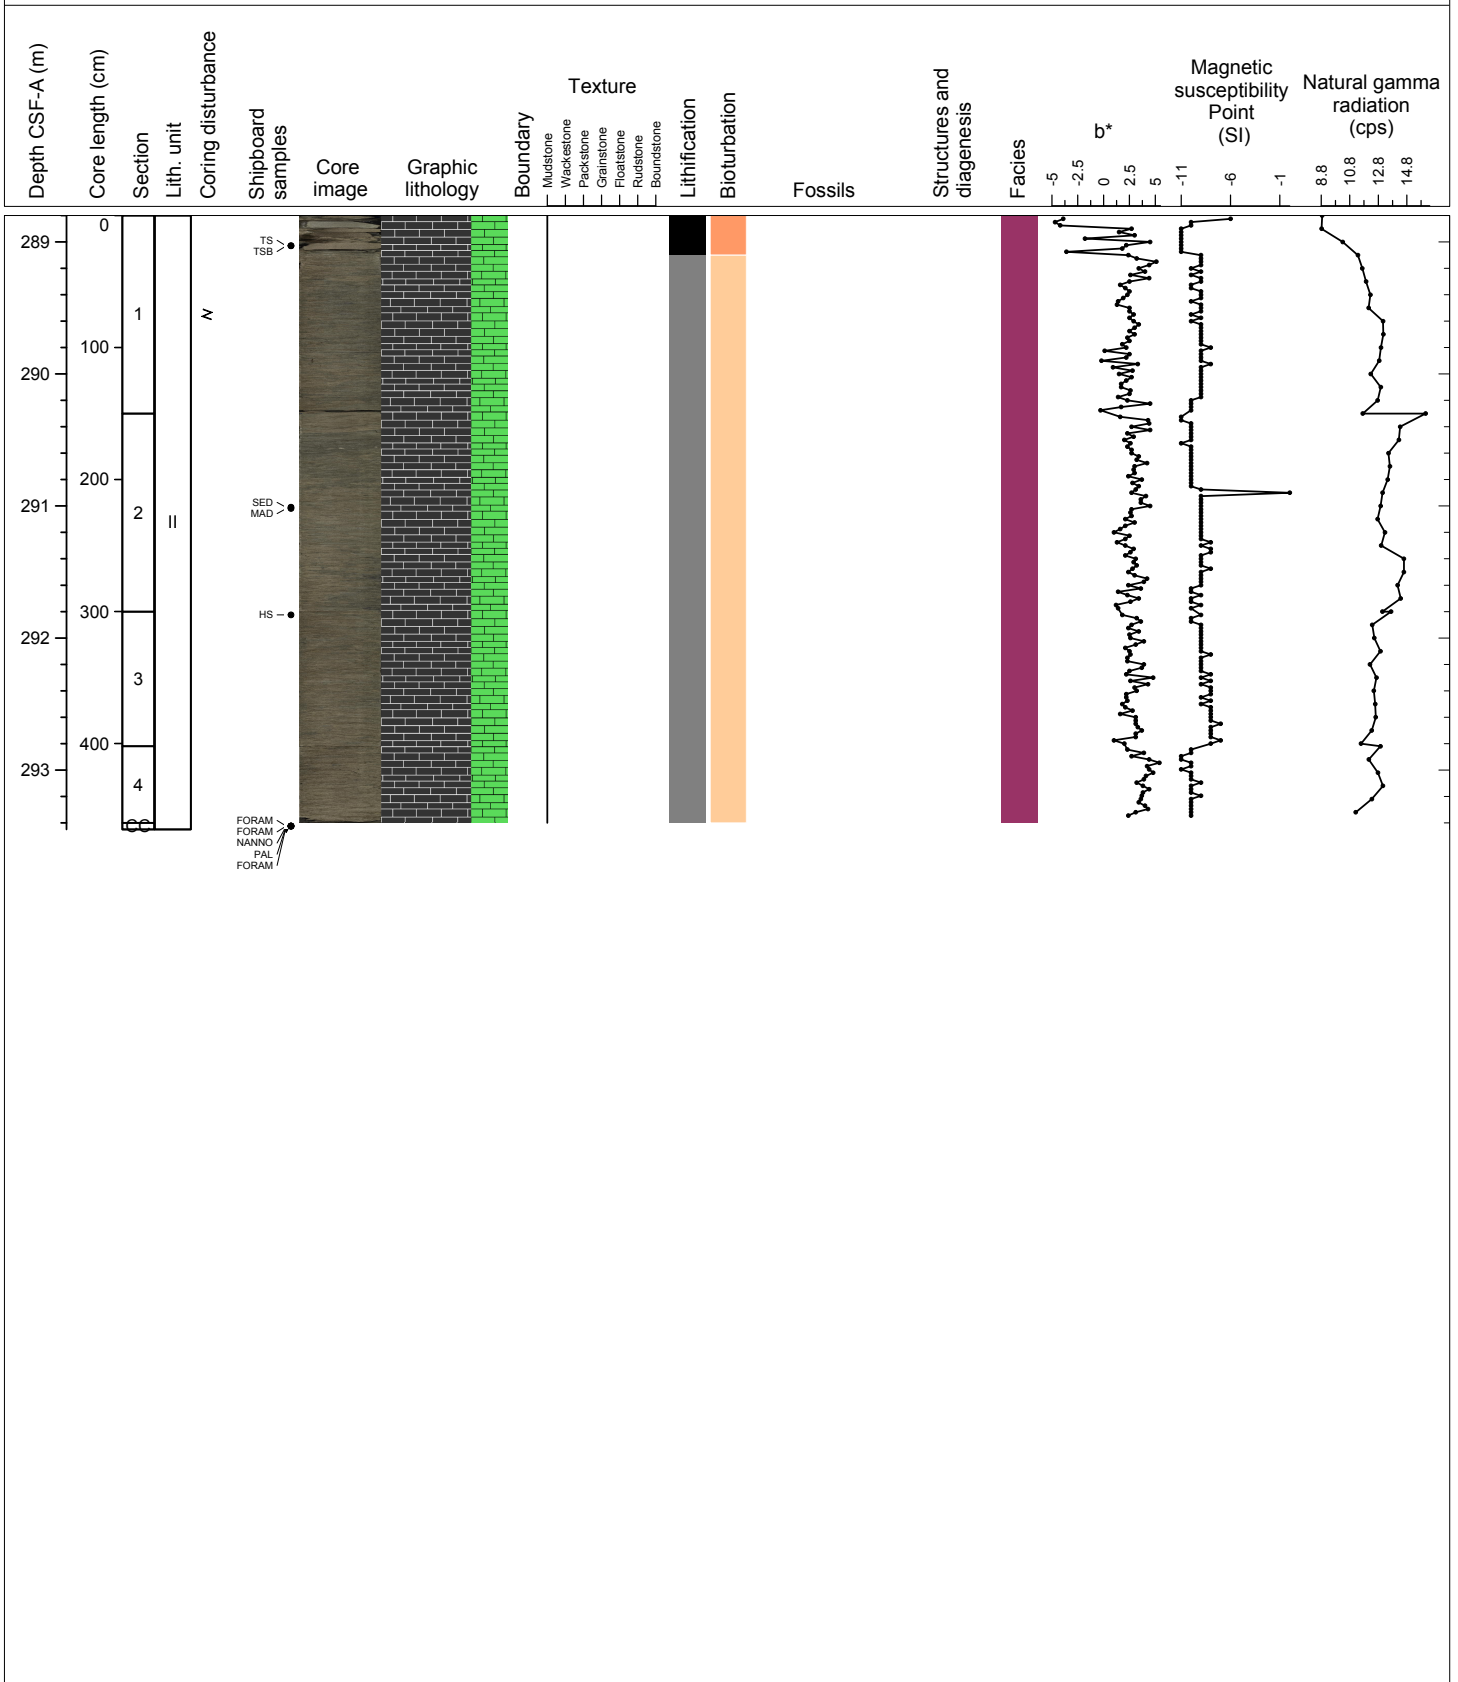 Depth CSF-A (m)
Core length (cm)
Section
Lith. unit
Coring disturbance
Shipboard
samples
Core
image
Graphic
lithology
Boundary
Texture
Mudstone
Wackestone
Packstone
Grainstone
Floatstone
Rudstone
Boundstone
Lithification
Bioturbation
Fossils
Structures and
diagenesis
Facies
b*
-5
-2.5
0
2.5
5
Magnetic
susceptibility
Point
(SI)
-11
-6
-1
Natural gamma
radiation
(cps)
8.8
10.8
12.8
14.8
289
290
291
292
293
0
100
200
300
400
1
2
3
4
CC
II
TS
TSB
SED
MAD
HS
FORAM
FORAM
NANNO
PAL
FORAM